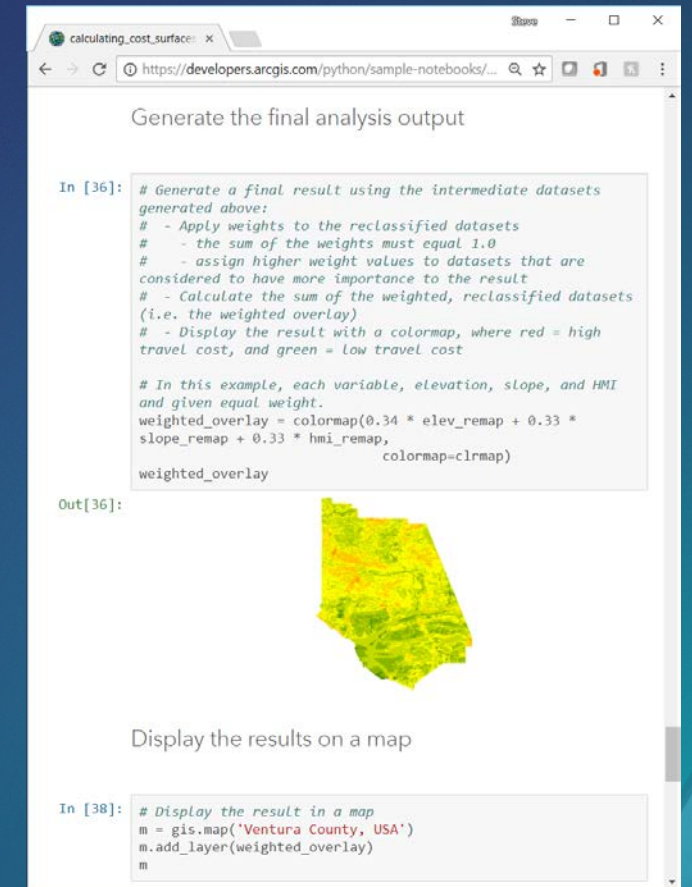 Steve
calculating_cost_surfaces
https://developers.arcgis.com/python/sample-notebooks/...
Generate the final analysis output
In [36]:
# Generate a final result using the intermediate datasets
generated above:
# - Apply weights to the reclassified datasets
# - the sum of the weights must equal 1.0
# - assign higher weight values to datasets that are
considered to have more importance to the result
# - Calculate the sum of the weighted, reclassified datasets
(i.e. the weighted overlay)
# - Display the result with a colormap, where red = high
travel cost, and green = low travel cost
# In this example, each variable, elevation, slope, and HMI
and given equal weight.
weighted_overlay = colormap(0.34 * elev_remap + 0.33 *
slope_remap + 0.33 * hmi_remap,
colormap=clrmap)
weighted_overlay
Out[36]:
Display the results on a map
In [38]:
# Display the result in a map
m = gis.map('Ventura County, USA')
m.add_layer(weighted_overlay)
m